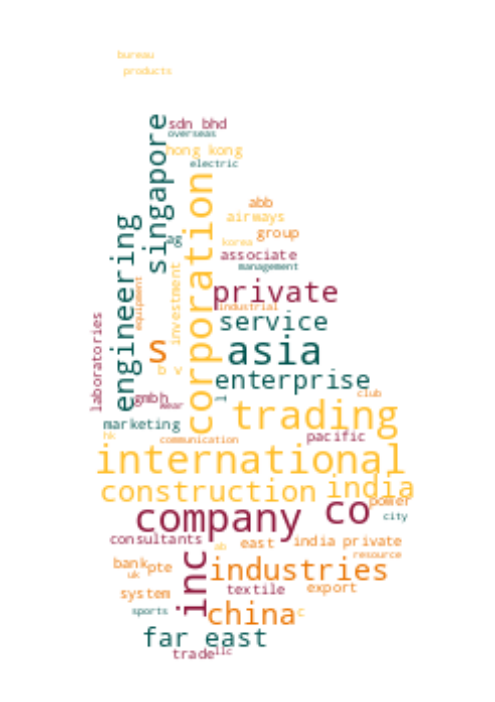 bureau
products
singapore
sdn bhd
overseas
hong kong
electric
corporation
abb
airways
engineering
ag
group
korea
associate
management
investment
equipment
private
industrial
laboratories
service
s
asia
b v
enterprise
gmbh
wear
l
club
trading
marketing
hk
communication
pacific
international
construction
india
power
company
co
city
consultants
inc
ab
east
india private
resource
bank
pte
uk
industries
system
textile
export
sports
china
c
far east
trade
llc